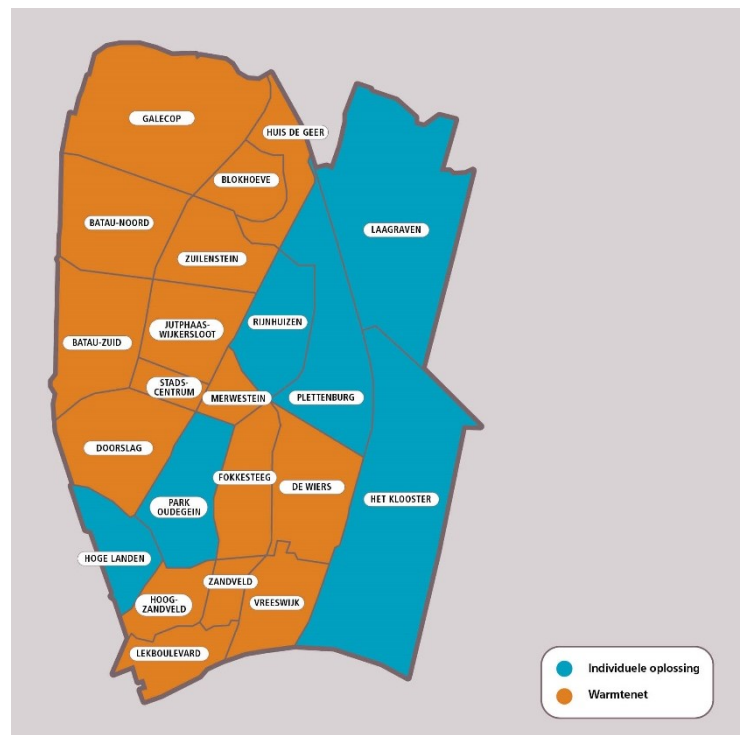 GALECOP
HUIS DE GEER
BLOKHOEVE
BATAU-NOORD
LAAGRAVEN
ZUILENSTEIN
RIJNHUIZEN
JUTPHAAS-
WIJKERSLOOT
BATAU-ZUID
STADS-
CENTRUM
MERWESTEIN
PLETTENBURG
DOORSLAG
FOKKESTEEG
DE WIERS
HET KLOOSTER
PARK
OUDEGEIN
HOGE LANDEN
ZANDVELD
HOOG-
ZANDVELD
VREESWIJK
LEKBOULEVARD
Individuele oplossing
Warmtenet